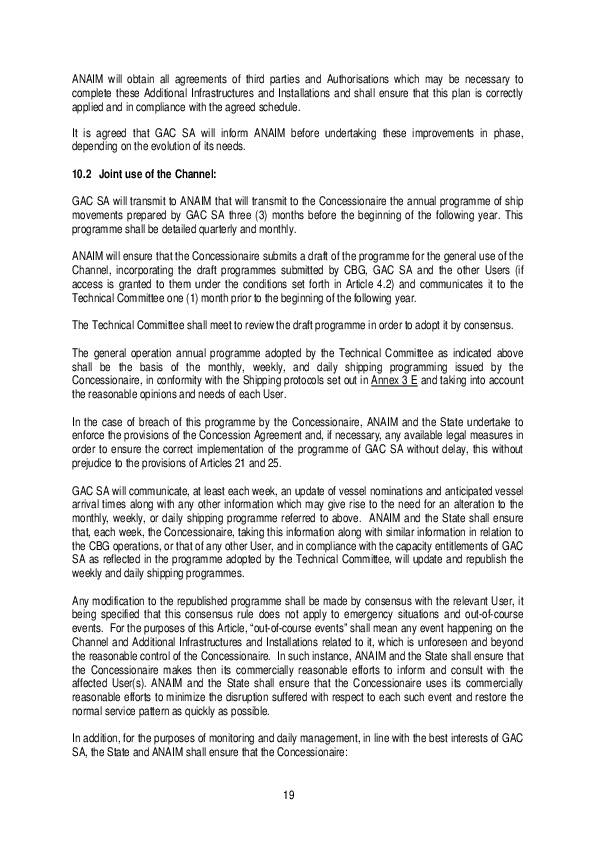 ANAIM will obtain all agreements of third parties and Authorisations which may be necessary to
complete these Additional Infrastructures and Installations and shall ensure that this plan is correctly
applied and in compliance with the agreed schedule.
It is agreed that GAC SA will inform ANAIM before undertaking these improvements in phase,
depending on the evolution of its needs.
10.2 Joint use of the Channel:
GAC SA will transmit to ANAIM that will transmit to the Concessionaire the annual programme of ship
movements prepared by GAC SA three (3) months before the beginning of the following year. This
programme shall be detailed quarterly and monthly.
ANAIM will ensure that the Concessionaire submits a draft of the programme for the general use of the
Channel, incorporating the draft programmes submitted by CBG, GAC SA and the other Users (if
access is granted to them under the conditions set forth in Article 4.2) and communicates it to the
Technical Committee one (1) month prior to the beginning of the following year.
The Technical Committee shall meet to review the draft programme in order to adopt it by consensus.
The general operation annual programme adopted by the Technical Committee as indicated above
shall be the basis of the monthly, weekly, and daily shipping programming issued by the
Concessionaire, in conformity with the Shipping protocols set out in Annex 3 E and taking into account
the reasonable opinions and needs of each User.
In the case of breach of this programme by the Concessionaire, ANAIM and the State undertake to
enforce the provisions of the Concession Agreement and, if necessary, any available legal measures in
order to ensure the correct implementation of the programme of GAC SA without delay, this without
prejudice to the provisions of Articles 21 and 25.
GAC SA will communicate, at least each week, an update of vessel nominations and anticipated vessel
arrival times along with any other information which may give rise to the need for an alteration to the
monthly, weekly, or daily shipping programme referred to above. ANAIM and the State shall ensure
that, each week, the Concessionaire, taking this information along with similar information in relation to
the CBG operations, or that of any other User, and in compliance with the capacity entitlements of GAC
SA as reflected in the programme adopted by the Technical Committee, will update and republish the
weekly and daily shipping programmes.
Any modification to the republished programme shall be made by consensus with the relevant User, it
being specified that this consensus rule does not apply to emergency situations and out-of-course
events. For the purposes of this Article, “out-of-course events” shall mean any event happening on the
Channel and Additional Infrastructures and Installations related to it, which is unforeseen and beyond
the reasonable control of the Concessionaire. In such instance, ANAIM and the State shall ensure that
the Concessionaire makes then its commercially reasonable efforts to inform and consult with the
affected User(s). ANAIM and the State shall ensure that the Concessionaire uses its commercially
reasonable efforts to minimize the disruption suffered with respect to each such event and restore the
normal service pattern as quickly as possible.
In addition, for the purposes of monitoring and daily management, in line with the best interests of GAC
SA, the State and ANAIM shall ensure that the Concessionaire:
19